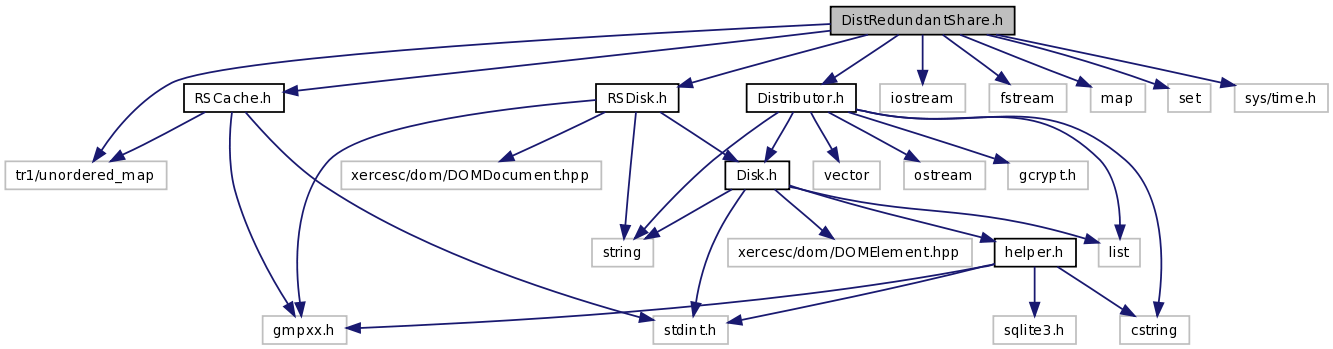 DistRedundantShare.h
RSCache.h
RSDisk.h
Distributor.h
iostream
fstream
map
set
sys/time.h
tr1/unordered_map
xercesc/dom/DOMDocument.hpp
Disk.h
vector
ostream
gcrypt.h
string
xercesc/dom/DOMElement.hpp
helper.h
list
gmpxx.h
stdint.h
sqlite3.h
cstring